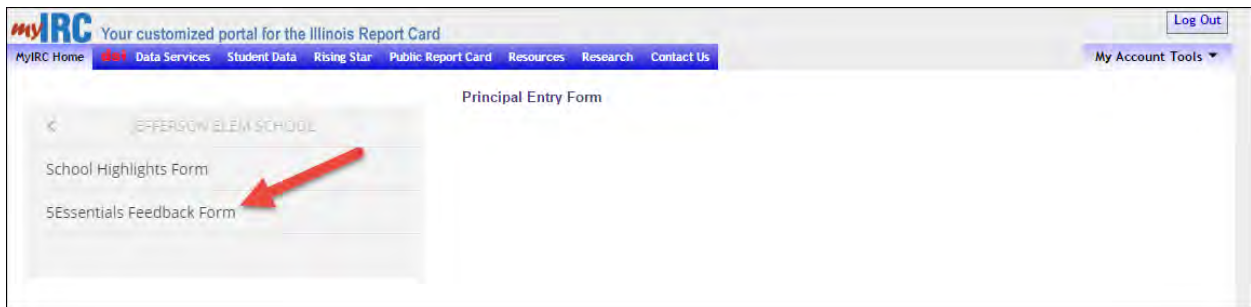 myIRC Your customized portal for the Illinois Report Card
Log Out
MyIRC Home Data Services Student Data Rising Star Public Report Card Resources Research Contact Us
My Account Tools
Principal Entry Form
JEFFERSON ELEM SCHOOL
School Highlights Form
5Essentials Feedback Form